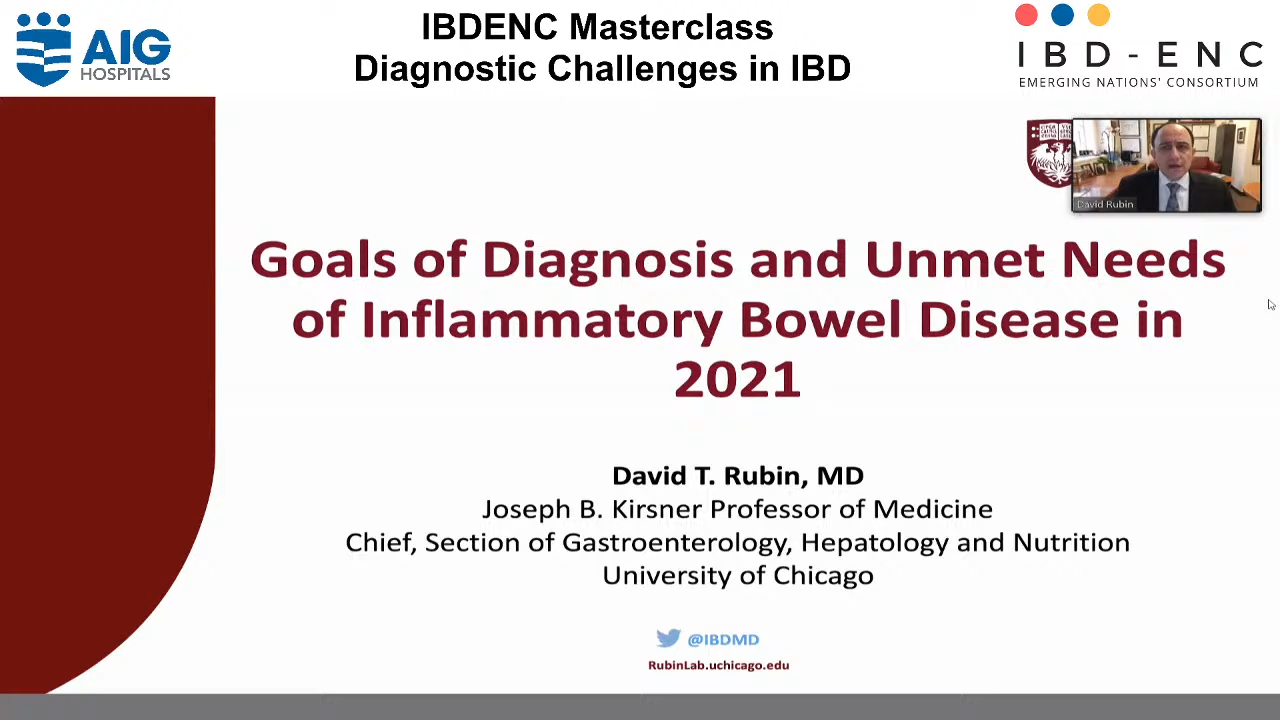 AIG
HOSPITALS
IBDENC Masterclass
Diagnostic Challenges in IBD
IBD-ENC
EMERGING NATIONS' CONSORTIUM
David Rubin
Goals of Diagnosis and Unmet Needs
of Inflammatory Bowel Disease in
2021
David T. Rubin, MD
Joseph B. Kirsner Professor of Medicine
Chief, Section of Gastroenterology, Hepatology and Nutrition
University of Chicago
@IBDMD
RubinLab.uchicago.edu